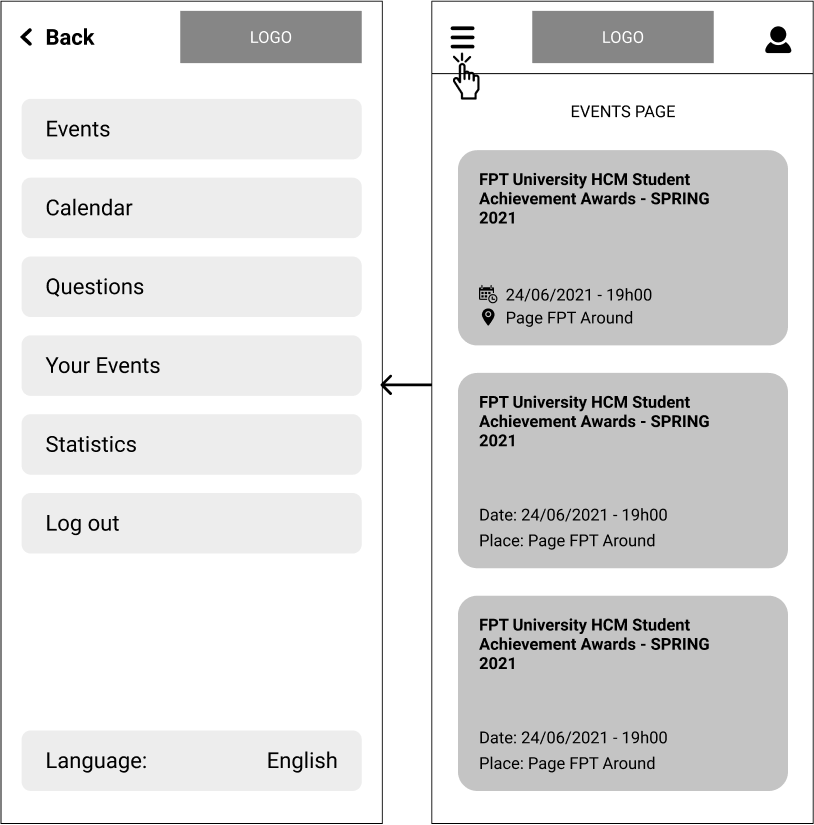 Back
LOGO
Events
Calendar
Questions
Your Events
Statistics
Log out
Language: English
LOGO
EVENTS PAGE
FPT University HCM Student
Achievement Awards - SPRING
2021
24/06/2021 - 19h00
Page FPT Around
FPT University HCM Student
Achievement Awards - SPRING
2021
Date: 24/06/2021 - 19h00
Place: Page FPT Around
FPT University HCM Student
Achievement Awards - SPRING
2021
Date: 24/06/2021 - 19h00
Place: Page FPT Around